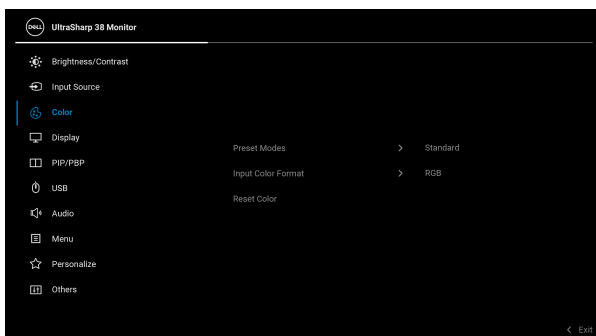 DELL UltraSharp 38 Monitor
Brightness/Contrast
Input Source
Color
Display
Preset Modes > Standard
PIP/PBP
Input Color Format > RGB
USB
Reset Color
Audio
Menu
Personalize
Others
< Exit